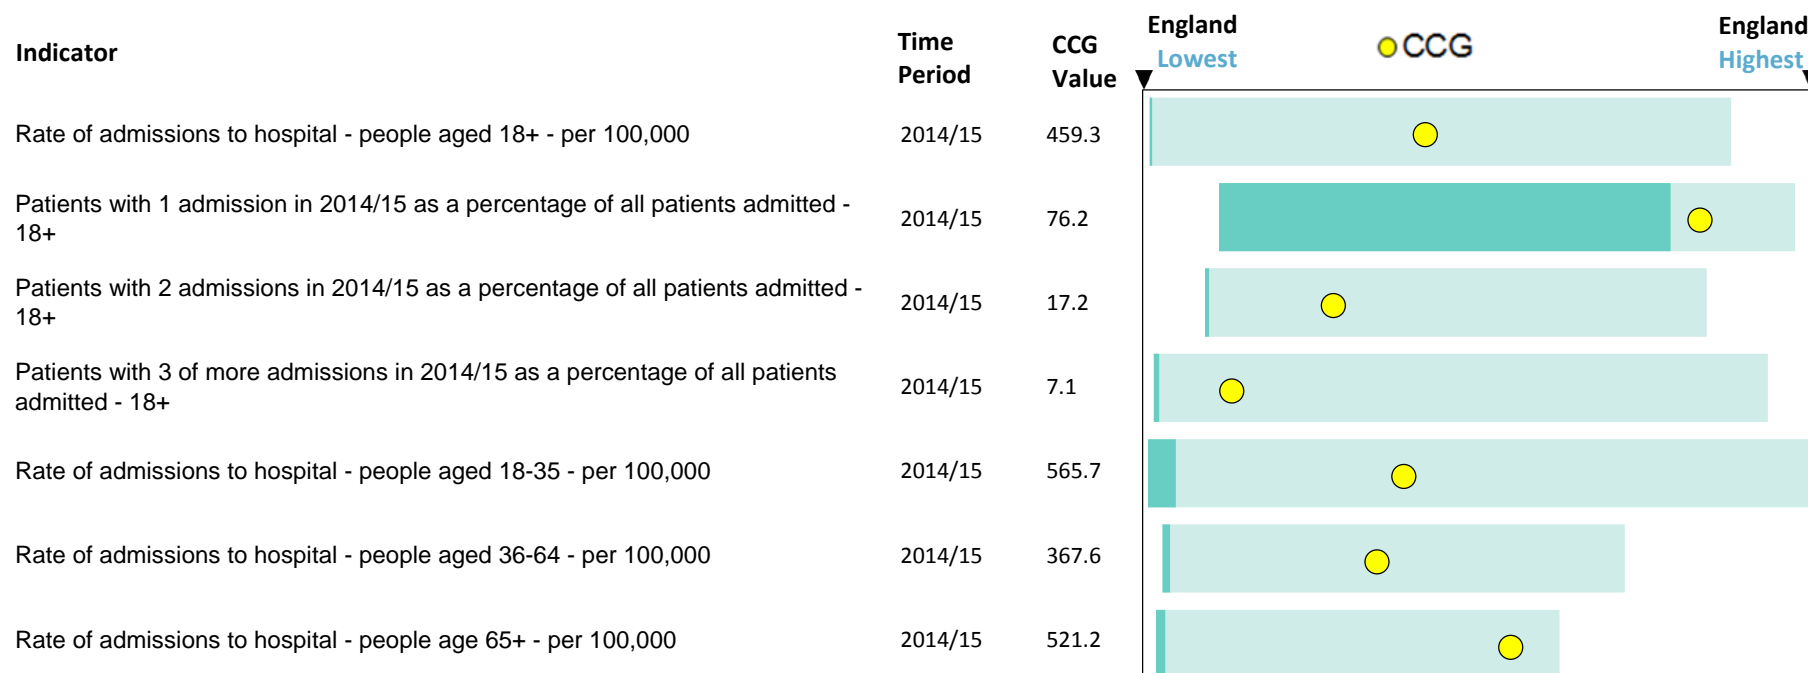 Indicator
Time
Period
CCG
Value
England
Lowest
CCG
England
Highest
Rate of admissions to hospital - people aged 18+ - per 100,000
2014/15
459.3
Patients with 1 admission in 2014/15 as a percentage of all patients admitted -
18+
2014/15
76.2
Patients with 2 admissions in 2014/15 as a percentage of all patients admitted -
18+
2014/15
17.2
Patients with 3 of more admissions in 2014/15 as a percentage of all patients
admitted - 18+
2014/15
7.1
Rate of admissions to hospital - people aged 18-35 - per 100,000
2014/15
565.7
Rate of admissions to hospital - people aged 36-64 - per 100,000
2014/15
367.6
Rate of admissions to hospital - people age 65+ - per 100,000
2014/15
521.2